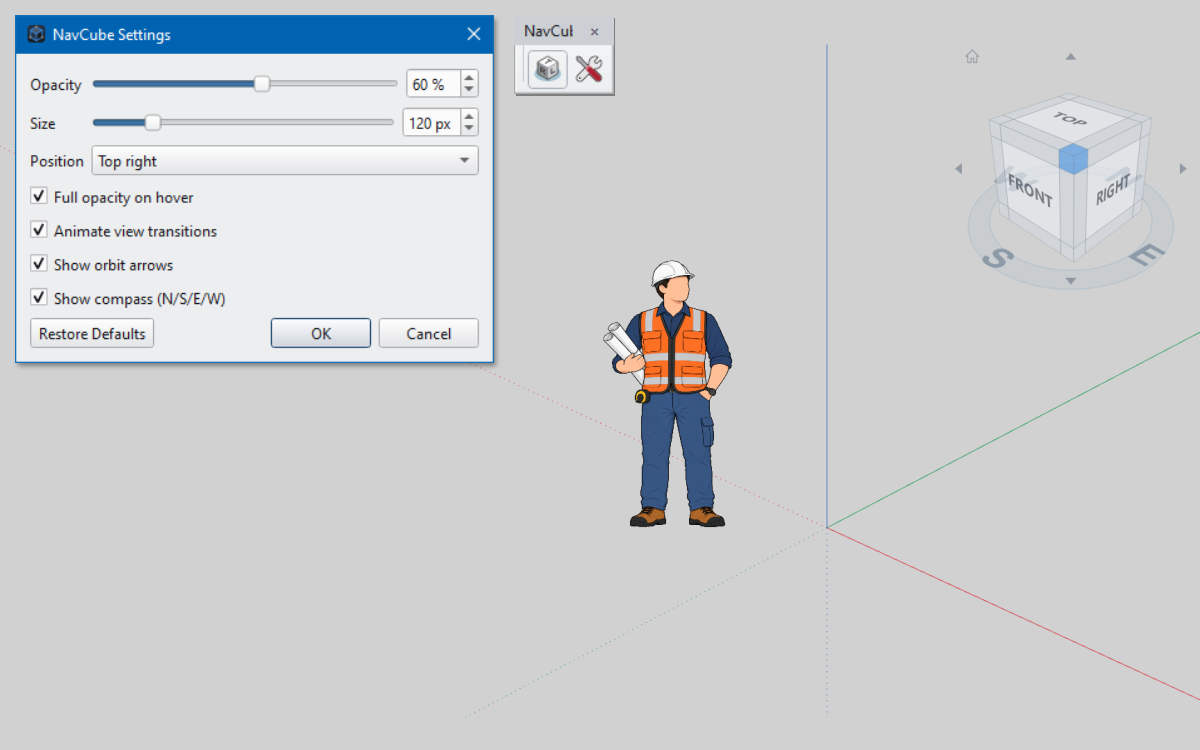 NavCube Settings
Opacity 60 %
Size 120 px
Position Top right
Full opacity on hover
Animate view transitions
Show orbit arrows
Show compass (N/S/E/W)
Restore Defaults OK Cancel
NavCul
TOP
FRONT RIGHT
S E